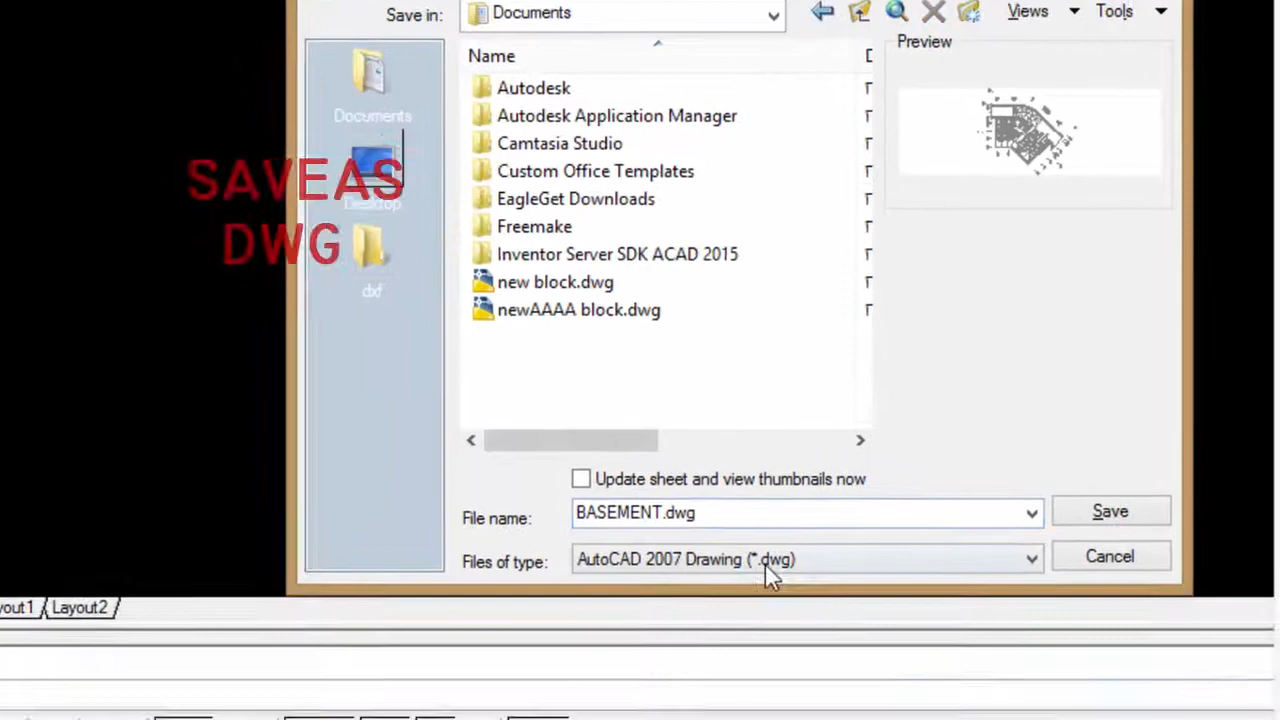 Save in:
Documents
Views
Tools
Name
Preview
Autodesk
Autodesk Application Manager
Camtasia Studio
Custom Office Templates
EagleGet Downloads
Freemake
Inventor Server SDK ACAD 2015
new block.dwg
newAAAA block.dwg
Documents
Desktop
dxf
SAVEAS
DWG
Update sheet and view thumbnails now
File name:
BASEMENT.dwg
Save
Files of type:
AutoCAD 2007 Drawing (*.dwg)
Cancel
yout1
Layout2